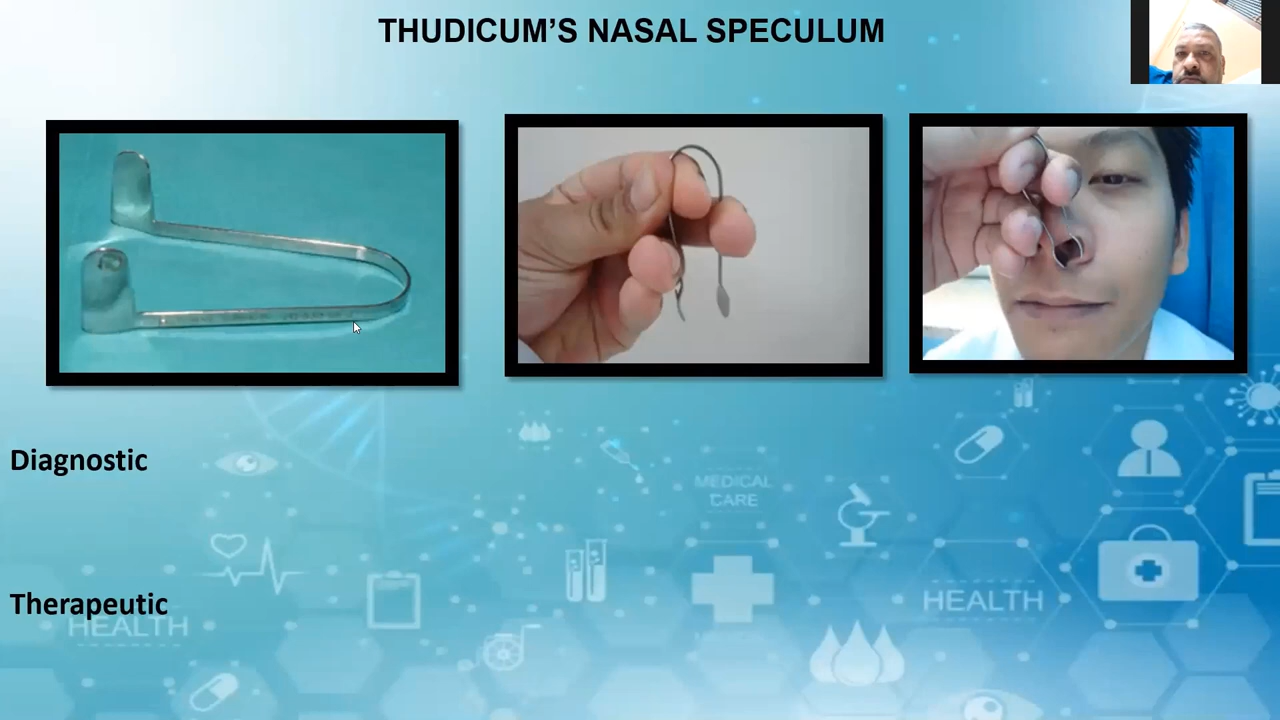 THUDICUM’S NASAL SPECULUM
Diagnostic
MEDICAL
CARE
Therapeutic
HEALTH
HEALTH